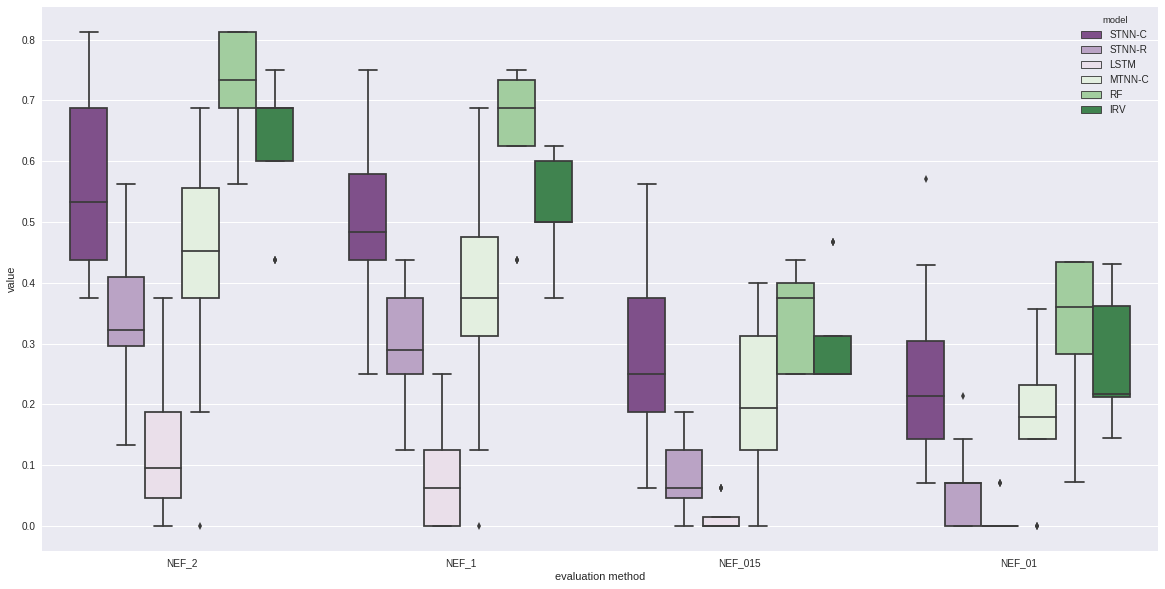 model
STNN-C
STNN-R
LSTM
MTNN-C
RF
IRV
value
0.8
0.7
0.6
0.5
0.4
0.3
0.2
0.1
0.0
NEF_2 NEF_1 NEF_015 NEF_01
evaluation method